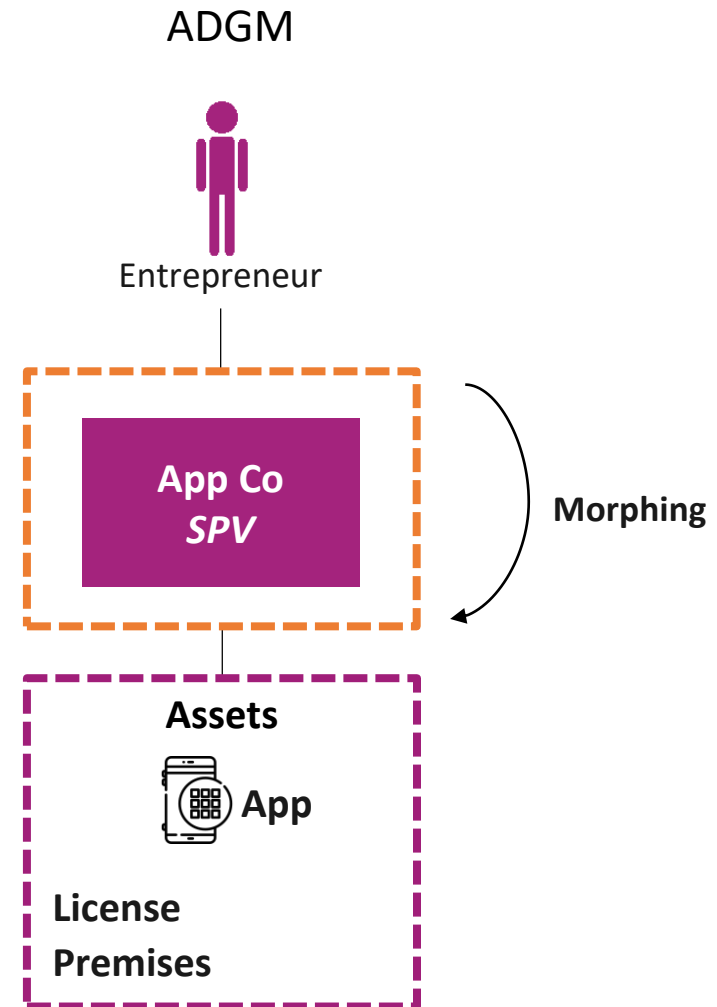 ADGM
Entrepreneur
App Co
SPV
Morphing
Assets
App
License
Premises